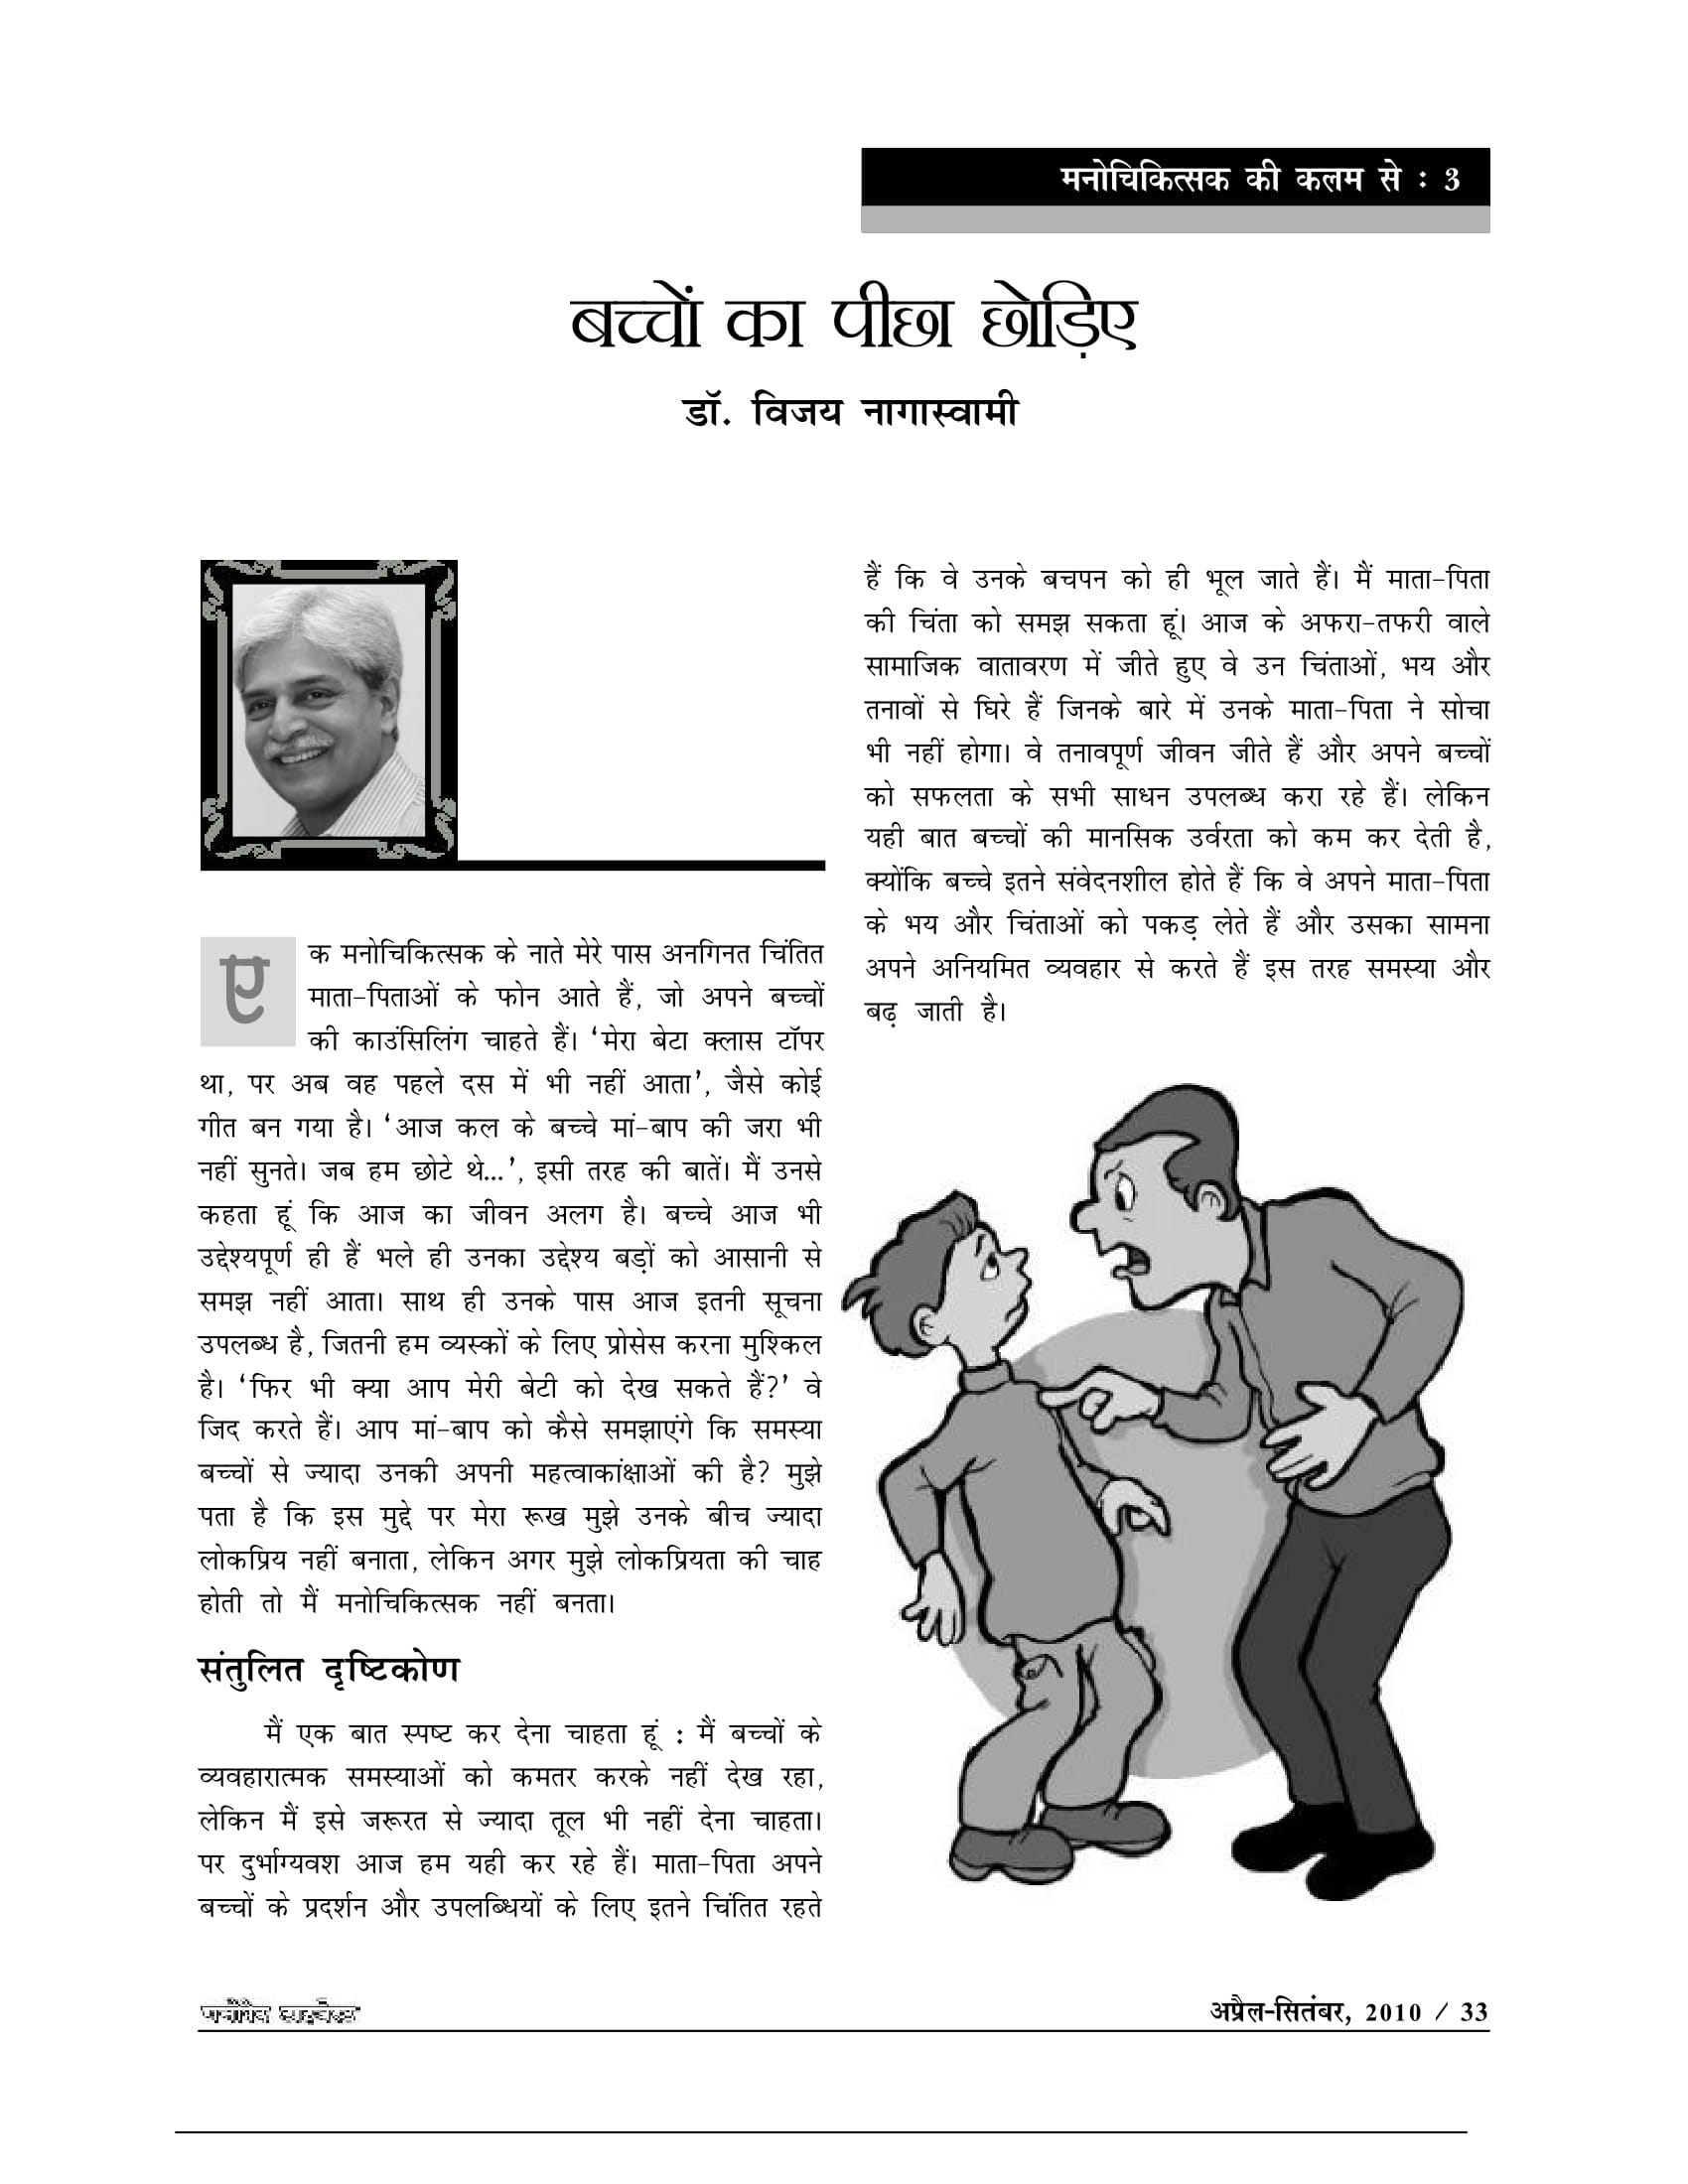 मनोचिकित्सक की कलम से : 3
बच्चों का पीछा छोड़िए
डॉ. विजय नागास्वामी
एक मनोचिकित्सक के नाते मेरे पास अनगिनत चिंतित
माता-पिताओं के फोन आते हैं, जो अपने बच्चों
की काउंसिलिंग चाहते हैं। ‘मेरा बेटा क्लास टॉपर
था, पर अब वह पहले दस में भी नहीं आता’, जैसे कोई
गीत बन गया है। ‘आज कल के बच्चे मां-बाप की जरा भी
नहीं सुनते। जब हम छोटे थे...’, इसी तरह की बातें। मैं उनसे
कहता हूं कि आज का जीवन अलग है। बच्चे आज भी
उद्देश्यपूर्ण ही हैं भले ही उनका उद्देश्य बड़ों को आसानी से
समझ नहीं आता। साथ ही उनके पास आज इतनी सूचना
उपलब्ध है, जितनी हम व्यस्कों के लिए प्रोसेस करना मुश्किल
है। ‘फिर भी क्या आप मेरी बेटी को देख सकते हैं?’ वे
जिद करते हैं। आप मां-बाप को कैसे समझाएंगे कि समस्या
बच्चों से ज्यादा उनकी अपनी महत्वाकांक्षाओं की है? मुझे
पता है कि इस मुद्दे पर मेरा रूख मुझे उनके बीच ज्यादा
लोकप्रिय नहीं बनाता, लेकिन अगर मुझे लोकप्रियता की चाह
होती तो मैं मनोचिकित्सक नहीं बनता।
संतुलित दृष्टिकोण
मैं एक बात स्पष्ट कर देना चाहता हूं : मैं बच्चों के
व्यवहारात्मक समस्याओं को कमतर करके नहीं देख रहा,
लेकिन मैं इसे जरूरत से ज्यादा तूल भी नहीं देना चाहता।
पर दुर्भाग्यवश आज हम यही कर रहे हैं। माता-पिता अपने
बच्चों के प्रदर्शन और उपलब्धियों के लिए इतने चिंतित रहते
हैं कि वे उनके बचपन को ही भूल जाते हैं। मैं माता-पिता
की चिंता को समझ सकता हूं। आज के अफरा-तफरी वाले
सामाजिक वातावरण में जीते हुए वे उन चिंताओं, भय और
तनावों से घिरे हैं जिनके बारे में उनके माता-पिता ने सोचा
भी नहीं होगा। वे तनावपूर्ण जीवन जीते हैं और अपने बच्चों
को सफलता के सभी साधन उपलब्ध करा रहे हैं। लेकिन
यही बात बच्चों की मानसिक उर्वरता को कम कर देती है,
क्योंकि बच्चे इतने संवेदनशील होते हैं कि वे अपने माता-पिता
के भय और चिंताओं को पकड़ लेते हैं और उसका सामना
अपने अनियमित व्यवहार से करते हैं इस तरह समस्या और
बढ़ जाती है।
अप्रैल-सितंबर, 2010 / 33